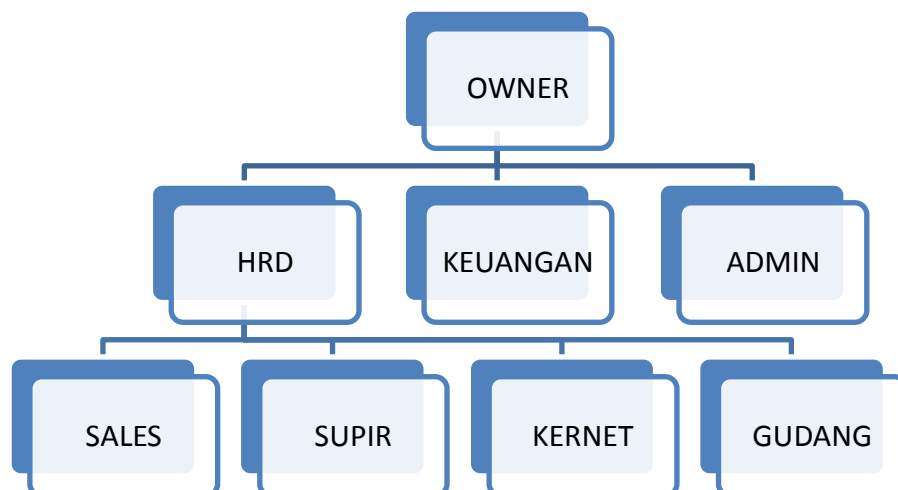 OWNER
HRD
KEUANGAN
ADMIN
SALES
SUPIR
KERNET
GUDANG